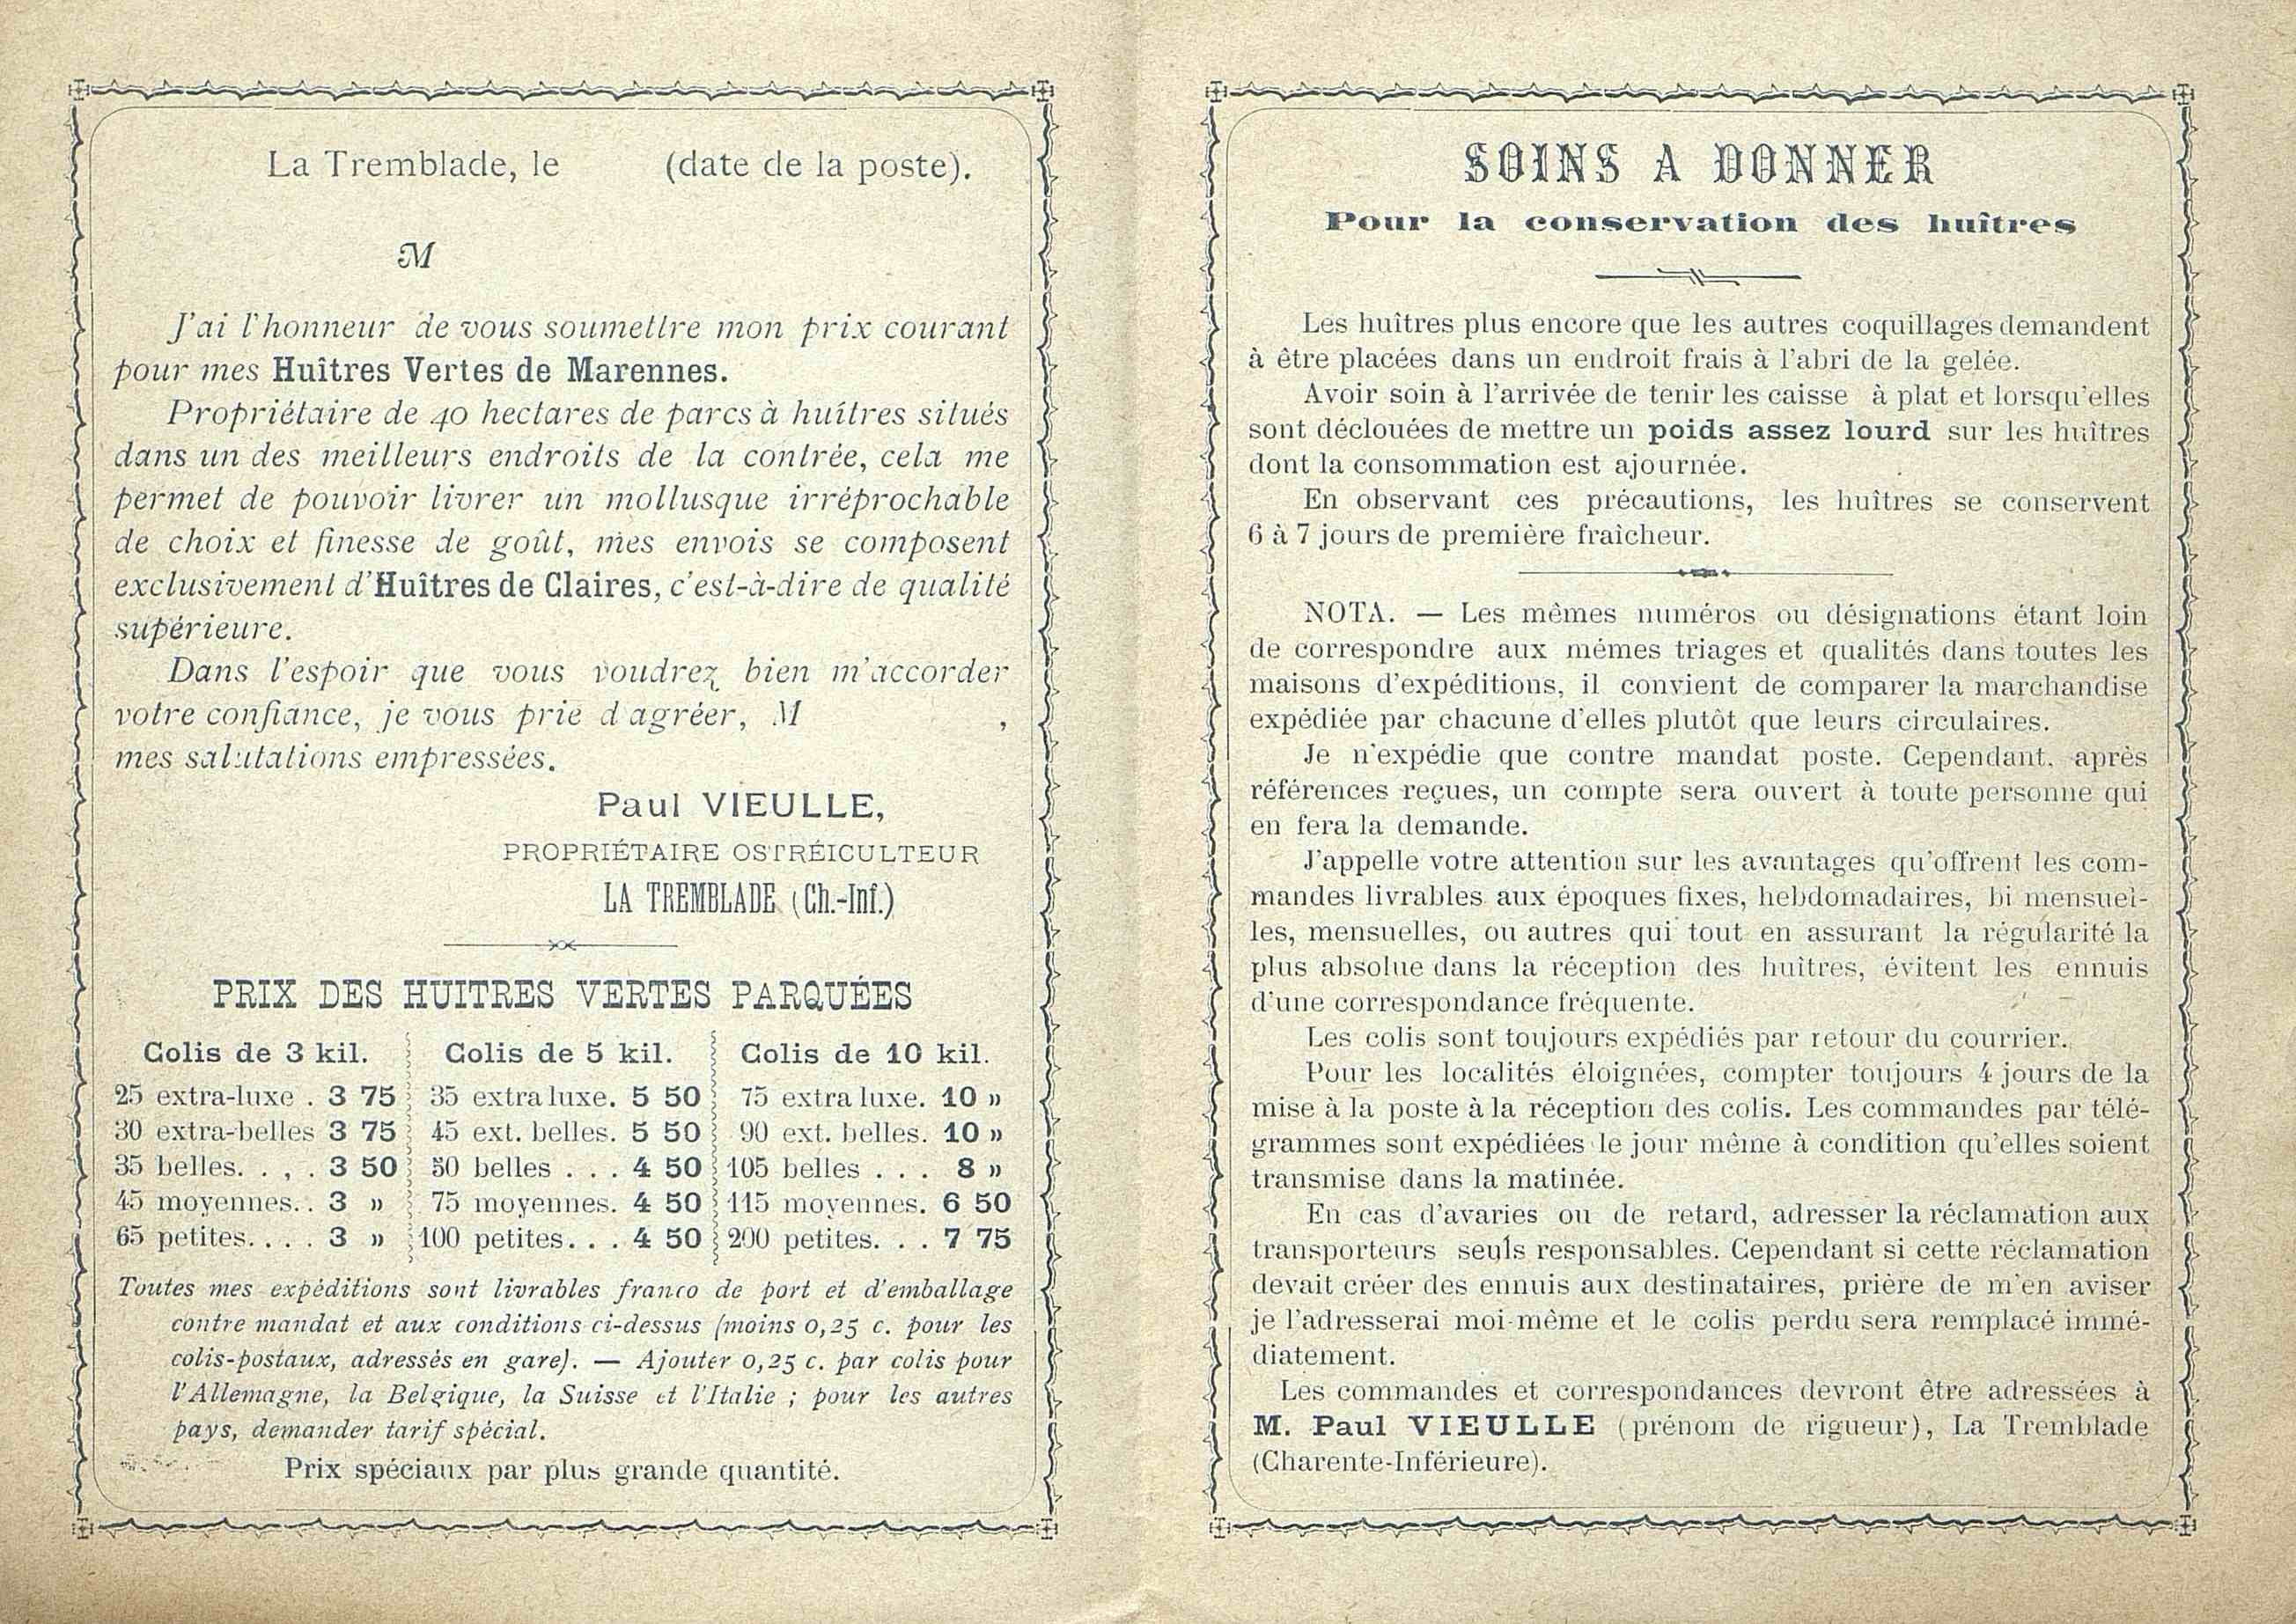 La Tremblade, le (date de la poste).
M
J'ai l'honneur de vous soumettre mon prix courant
pour mes Huîtres Vertes de Marennes.
Propriétaire de 40 hectares de parcs à huîtres situés
dans un des meilleurs endroits de la contrée, cela me
permet de pouvoir livrer un mollusque irréprochable
de choix et finesse de goût, mes envois se composent
exclusivement d'Huîtres de Claires, c'est-à-dire de qualité
supérieure.
Dans l'espoir que vous voudrez bien m'accorder
votre confiance, je vous prie d agréer, M ,
mes salutations empressées.
Paul VIEULLE,
PROPRIÉTAIRE OSTRÉICULTEUR
LA TREMBLADE (Ch.-Inf.)
PRIX DES HUITRES VERTES PARQUÉES
Colis de 3 kil. Colis de 5 kil. Colis de 10 kil.
25 extra-luxe . 3 75 35 extra luxe. 5 50 75 extra luxe. 10 »
30 extra-belles 3 75 45 ext. belles. 5 50 90 ext. belles. 10 »
35 belles. . , . 3 50 50 belles . . . 4 50 105 belles . . . 8 »
45 moyennes. . 3 » 75 moyennes. 4 50 115 moyennes. 6 50
65 petites. . . . 3 » 100 petites. . . 4 50 200 petites. . . 7 75
Toutes mes expéditions sont livrables franco de port et d'emballage
contre mandat et aux conditions ci-dessus (moins 0,25 c. pour les
colis-postaux, adressés en gare). — Ajouter 0,25 c. par colis pour
l'Allemagne, la Belgique, la Suisse et l'Italie ; pour les autres
pays, demander tarif spécial.
Prix spéciaux par plus grande quantité.
SOINS A DONNER
Pour la conservation des huîtres
Les huîtres plus encore que les autres coquillages demandent
à être placées dans un endroit frais à l'abri de la gelée.
Avoir soin à l'arrivée de tenir les caisse à plat et lorsqu'elles
sont déclouées de mettre un poids assez lourd sur les huîtres
dont la consommation est ajournée.
En observant ces précautions, les huîtres se conservent
6 à 7 jours de première fraîcheur.
NOTA. — Les mêmes numéros ou désignations étant loin
de correspondre aux mêmes triages et qualités dans toutes les
maisons d'expéditions, il convient de comparer la marchandise
expédiée par chacune d'elles plutôt que leurs circulaires.
Je n'expédie que contre mandat poste. Cependant, après
références reçues, un compte sera ouvert à toute personne qui
en fera la demande.
J'appelle votre attention sur les avantages qu'offrent les com-
mandes livrables aux époques fixes, hebdomadaires, bi mensuel-
les, mensuelles, ou autres qui tout en assurant la régularité la
plus absolue dans la réception des huîtres, évitent les ennuis
d'une correspondance fréquente.
Les colis sont toujours expédiés par retour du courrier.
Pour les localités éloignées, compter toujours 4 jours de la
mise à la poste à la réception des colis. Les commandes par télé-
grammes sont expédiées le jour même à condition qu'elles soient
transmise dans la matinée.
En cas d'avaries ou de retard, adresser la réclamation aux
transporteurs seuls responsables. Cependant si cette réclamation
devait créer des ennuis aux destinataires, prière de m'en aviser
je l'adresserai moi-même et le colis perdu sera remplacé immé-
diatement.
Les commandes et correspondances devront être adressées à
M. Paul VIEULLE (prénom de rigueur), La Tremblade
(Charente-Inférieure).